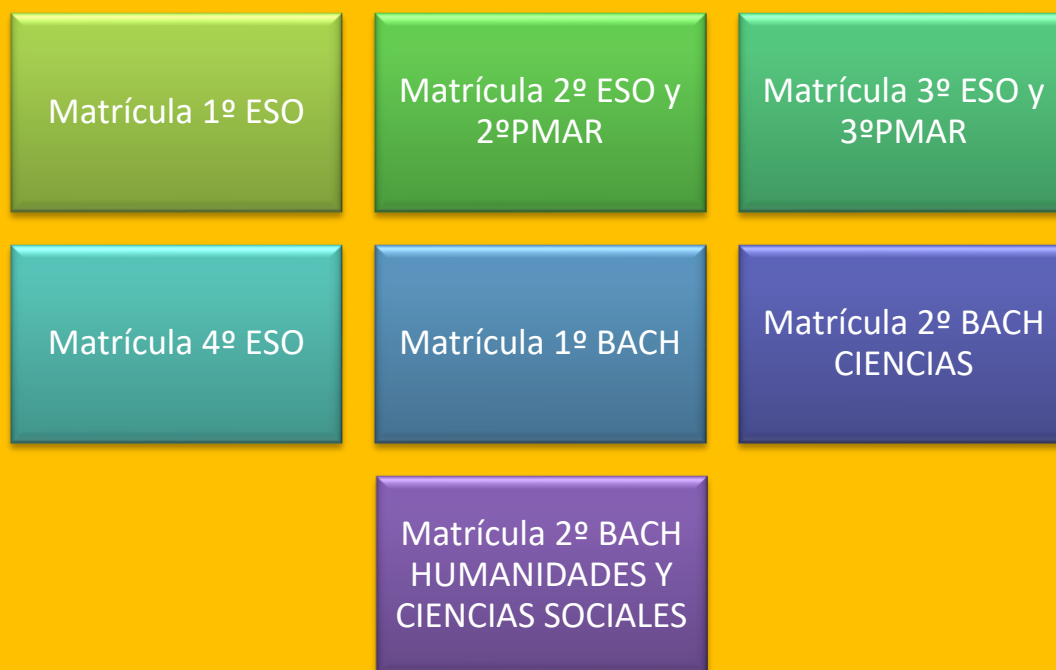 Matrícula 1º ESO
Matrícula 2º ESO y
2ºPMAR
Matrícula 3º ESO y
3ºPMAR
Matrícula 4º ESO
Matrícula 1º BACH
Matrícula 2º BACH
CIENCIAS
Matrícula 2º BACH
HUMANIDADES Y
CIENCIAS SOCIALES